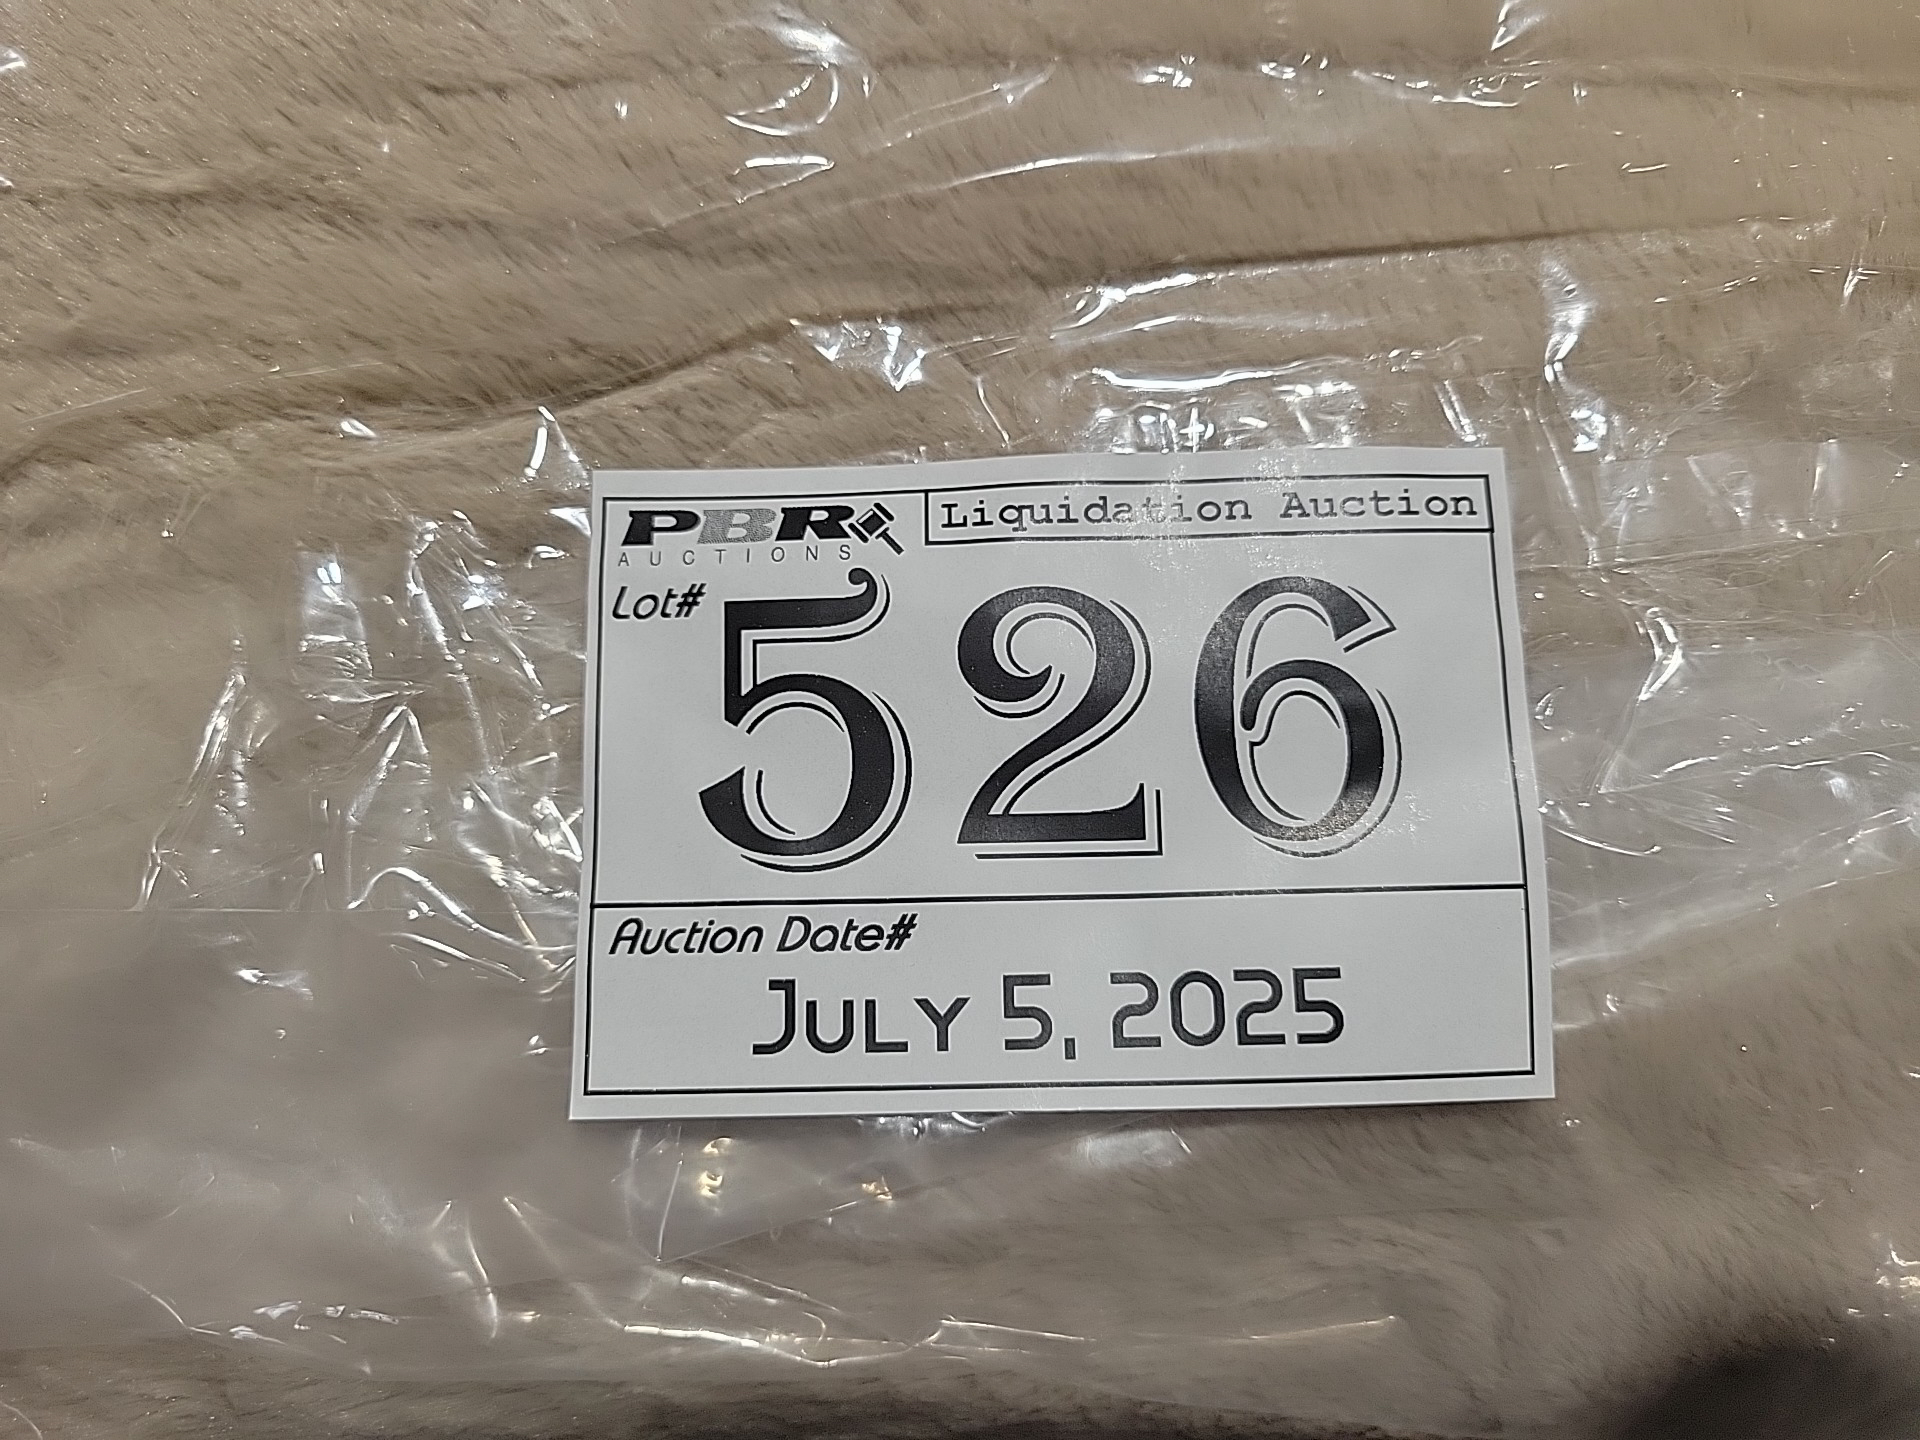 PBR
AUCTIONS
Liquidation Auction
Lot#
526
Auction Date#
July 5, 2025